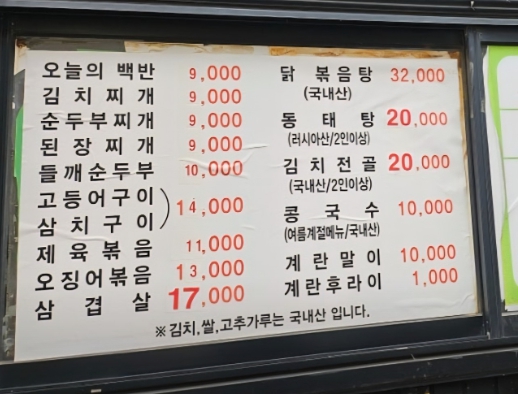 오늘의 백반 9,000
김치찌개 9,000
순두부찌개 9,000
된장찌개 9,000
들깨순두부 10,000
고등어구이
삼치구이 ) 14,000
제육볶음 11,000
오징어볶음 13,000
삼겹살 17,000
닭볶음탕 32,000
(국내산)
동태탕 20,000
(러시아산/2인이상)
김치전골 20,000
(국내산/2인이상)
콩국수 10,000
(여름계절메뉴/국내산)
계란말이 10,000
계란후라이 1,000
※김치,쌀,고추가루는 국내산 입니다.